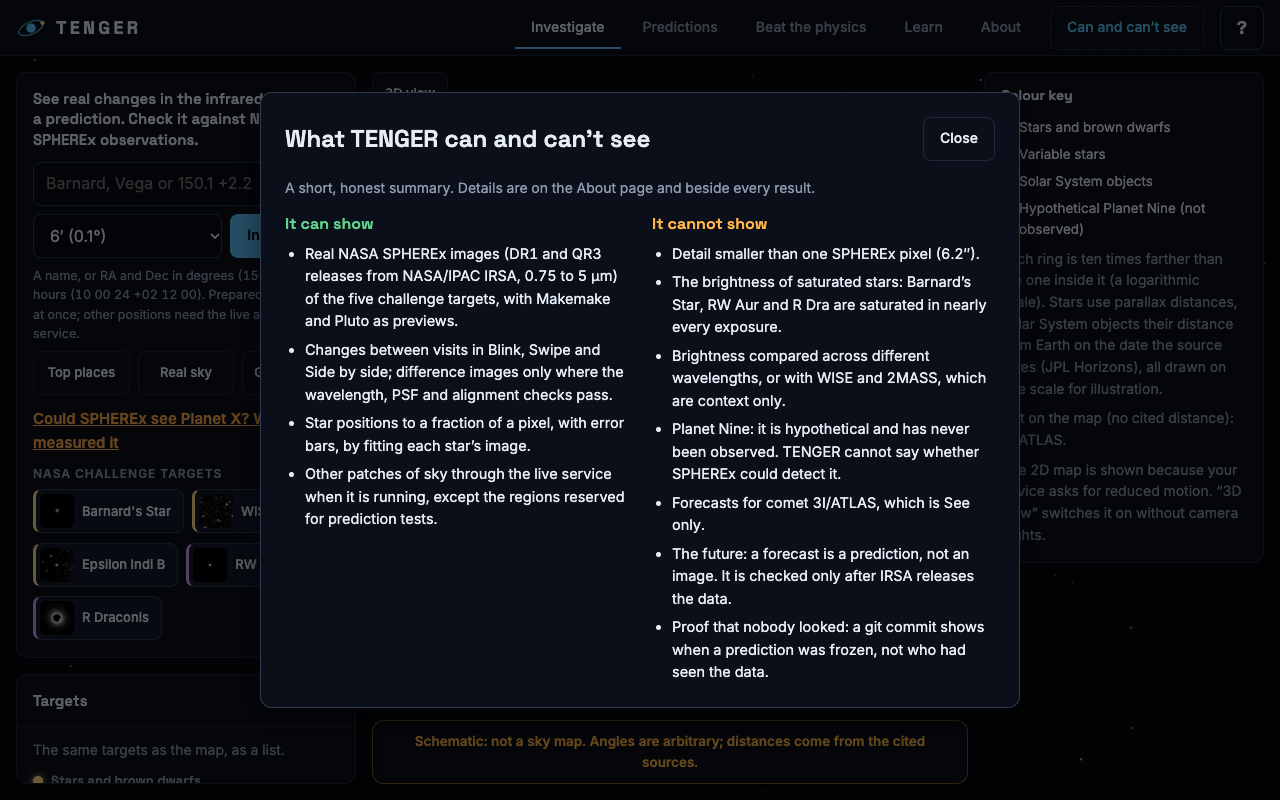 TENGER
Investigate
Predictions
Beat the physics
Learn
About
Can and can't see
?
See real changes in the infrared
a prediction. Check it against N
SPHEREx observations.
Barnard, Vega or 150.1 +2.2
6′ (0.1°)
In
A name, or RA and Dec in degrees (15
hours (10 00 24 +02 12 00). Prepared
at once; other positions need the live a
service.
Top places
Real sky
Could SPHEREx see Planet X? W
measured it
NASA CHALLENGE TARGETS
Barnard's Star
WIS
Epsilon Indi B
RW
R Draconis
Targets
The same targets as the map, as a list.
Stars and brown dwarfs
3D view
What TENGER can and can’t see
Close
A short, honest summary. Details are on the About page and beside every result.
It can show
Real NASA SPHEREx images (DR1 and QR3
releases from NASA/IPAC IRSA, 0.75 to 5 μm)
of the five challenge targets, with Makemake
and Pluto as previews.
Changes between visits in Blink, Swipe and
Side by side; difference images only where the
wavelength, PSF and alignment checks pass.
Star positions to a fraction of a pixel, with error
bars, by fitting each star’s image.
Other patches of sky through the live service
when it is running, except the regions reserved
for prediction tests.
It cannot show
Detail smaller than one SPHEREx pixel (6.2″).
The brightness of saturated stars: Barnard’s
Star, RW Aur and R Dra are saturated in nearly
every exposure.
Brightness compared across different
wavelengths, or with WISE and 2MASS, which
are context only.
Planet Nine: it is hypothetical and has never
been observed. TENGER cannot say whether
SPHEREx could detect it.
Forecasts for comet 3I/ATLAS, which is See
only.
The future: a forecast is a prediction, not an
image. It is checked only after IRSA releases
the data.
Proof that nobody looked: a git commit shows
when a prediction was frozen, not who had
seen the data.
Colour key
Stars and brown dwarfs
Variable stars
Solar System objects
Hypothetical Planet Nine (not
observed)
ch ring is ten times farther than
one inside it (a logarithmic
ale). Stars use parallax distances,
lar System objects their distance
m Earth on the date the source
es (JPL Horizons), all drawn on
e scale for illustration.
t on the map (no cited distance):
ATLAS.
e 2D map is shown because your
vice asks for reduced motion. “3D
w” switches it on without camera
hts.
Schematic: not a sky map. Angles are arbitrary; distances come from the cited
sources.